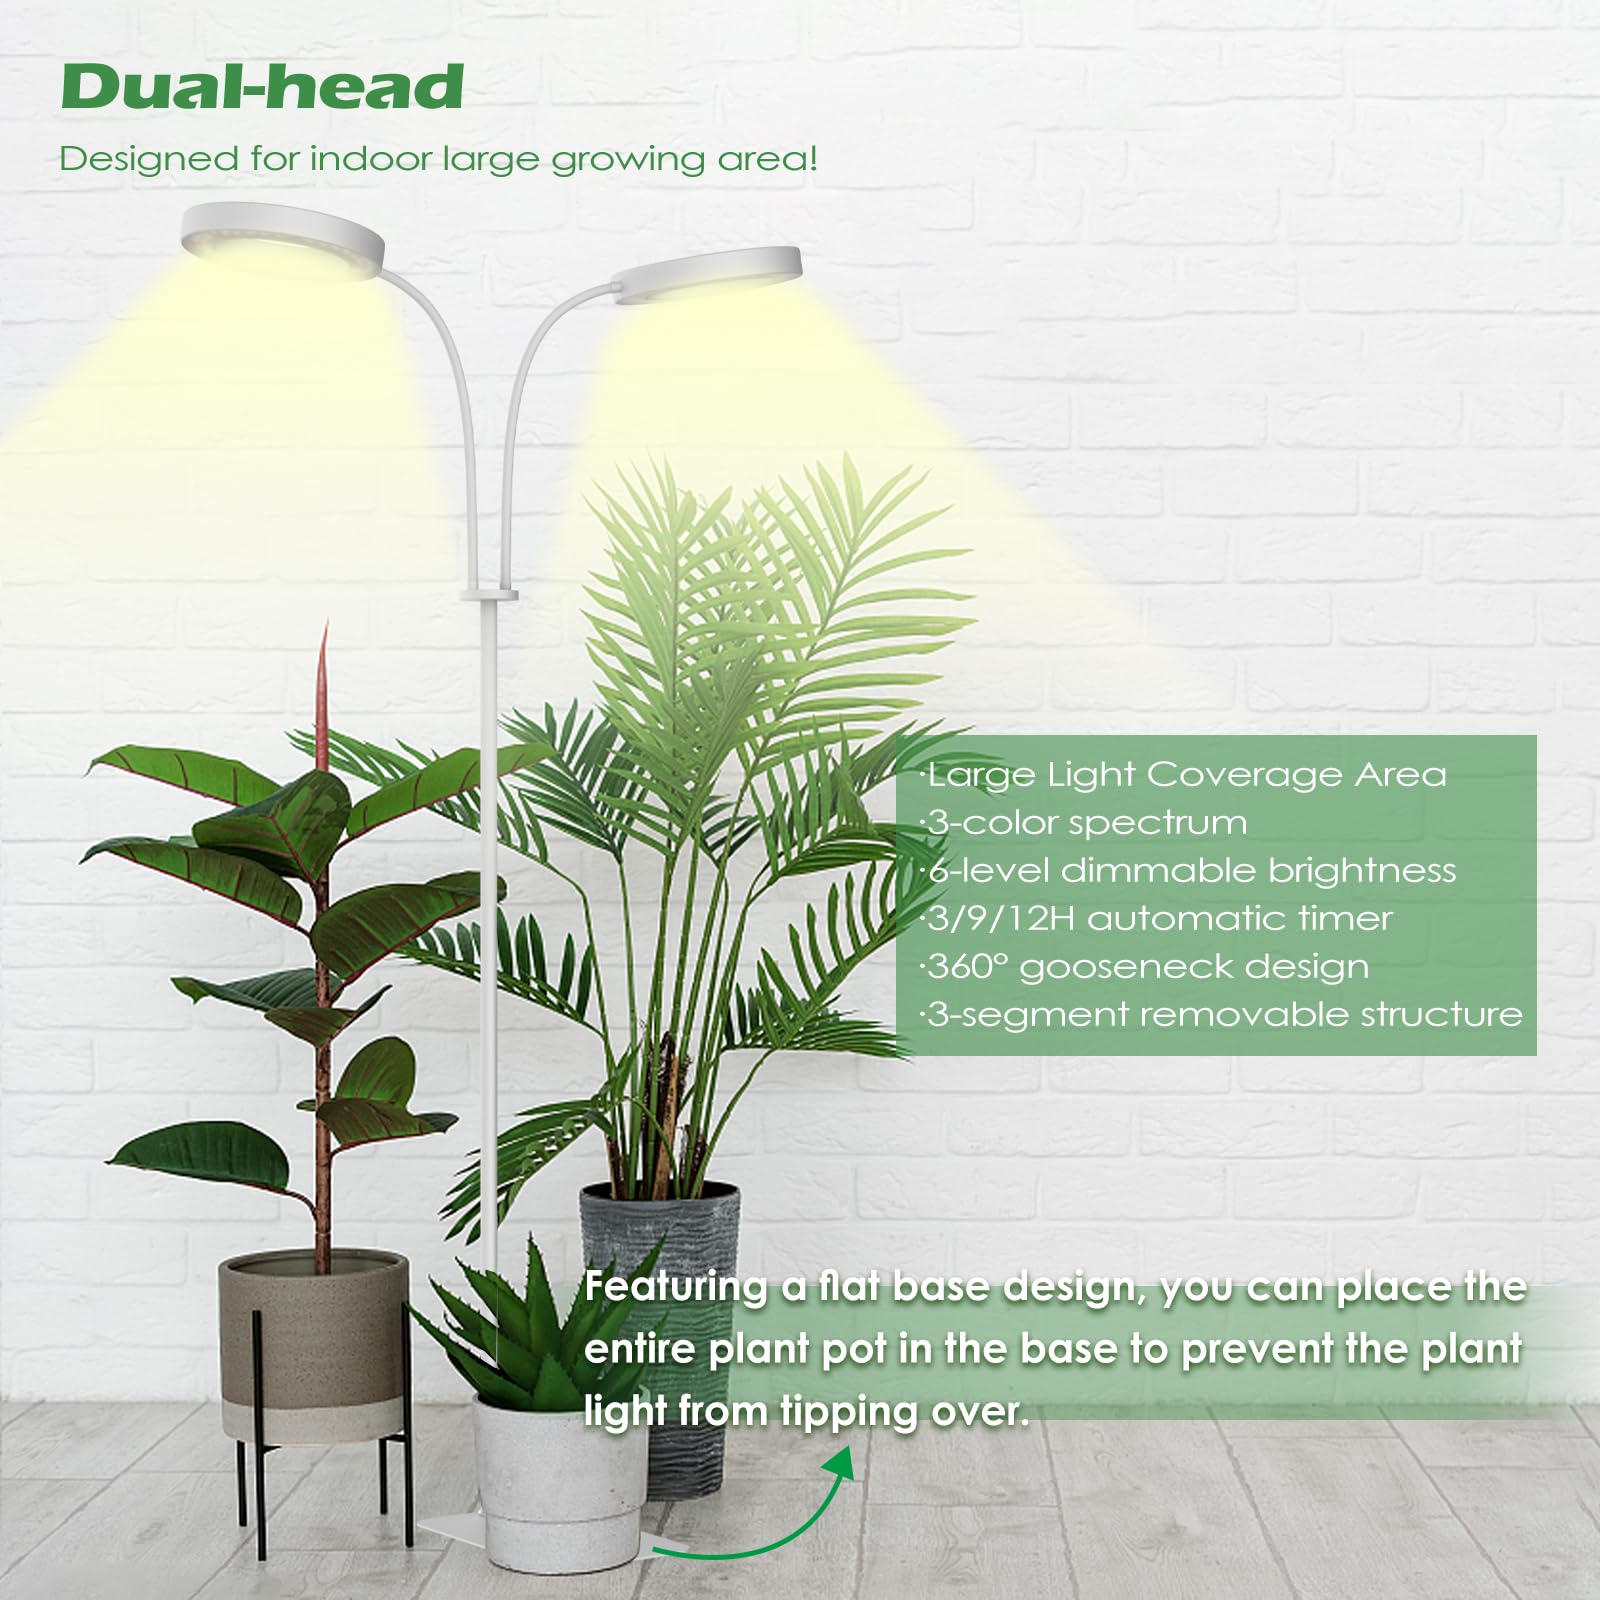 Dual-head
Designed for indoor large growing area!
·Large Light Coverage Area
·3-color spectrum
·6-level dimmable brightness
·3/9/12H automatic timer
·360° gooseneck design
·3-segment removable structure
Featuring a flat base design, you can place the
entire plant pot in the base to prevent the plant
light from tipping over.